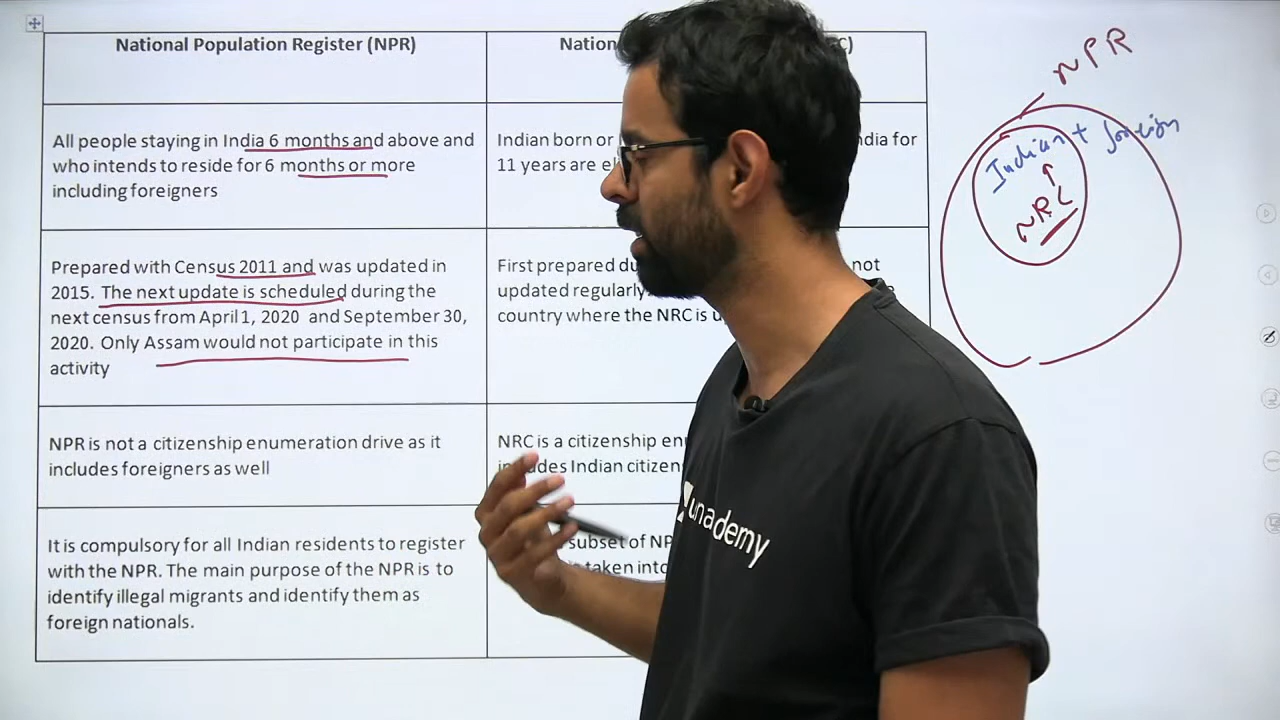 National Population Register (NPR)
Nation
C)
All people staying in India 6 months and above and
who intends to reside for 6 months or more
including foreigners
Indian born or
dia for
11 years are el
Prepared with Census 2011 and was updated in
2015. The next update is scheduled during the
next census from April 1, 2020 and September 30,
2020. Only Assam would not participate in this
activity
First prepared du
not
updated regularly
country where the NRC is u
NPR is not a citizenship enumeration drive as it
includes foreigners as well
NRC is a citizenship en
includes Indian citizen
It is compulsory for all Indian residents to register
with the NPR. The main purpose of the NPR is to
identify illegal migrants and identify them as
foreign nationals.
subset of NP
taken into
NPR
Indian + foreign
NRC
unademy